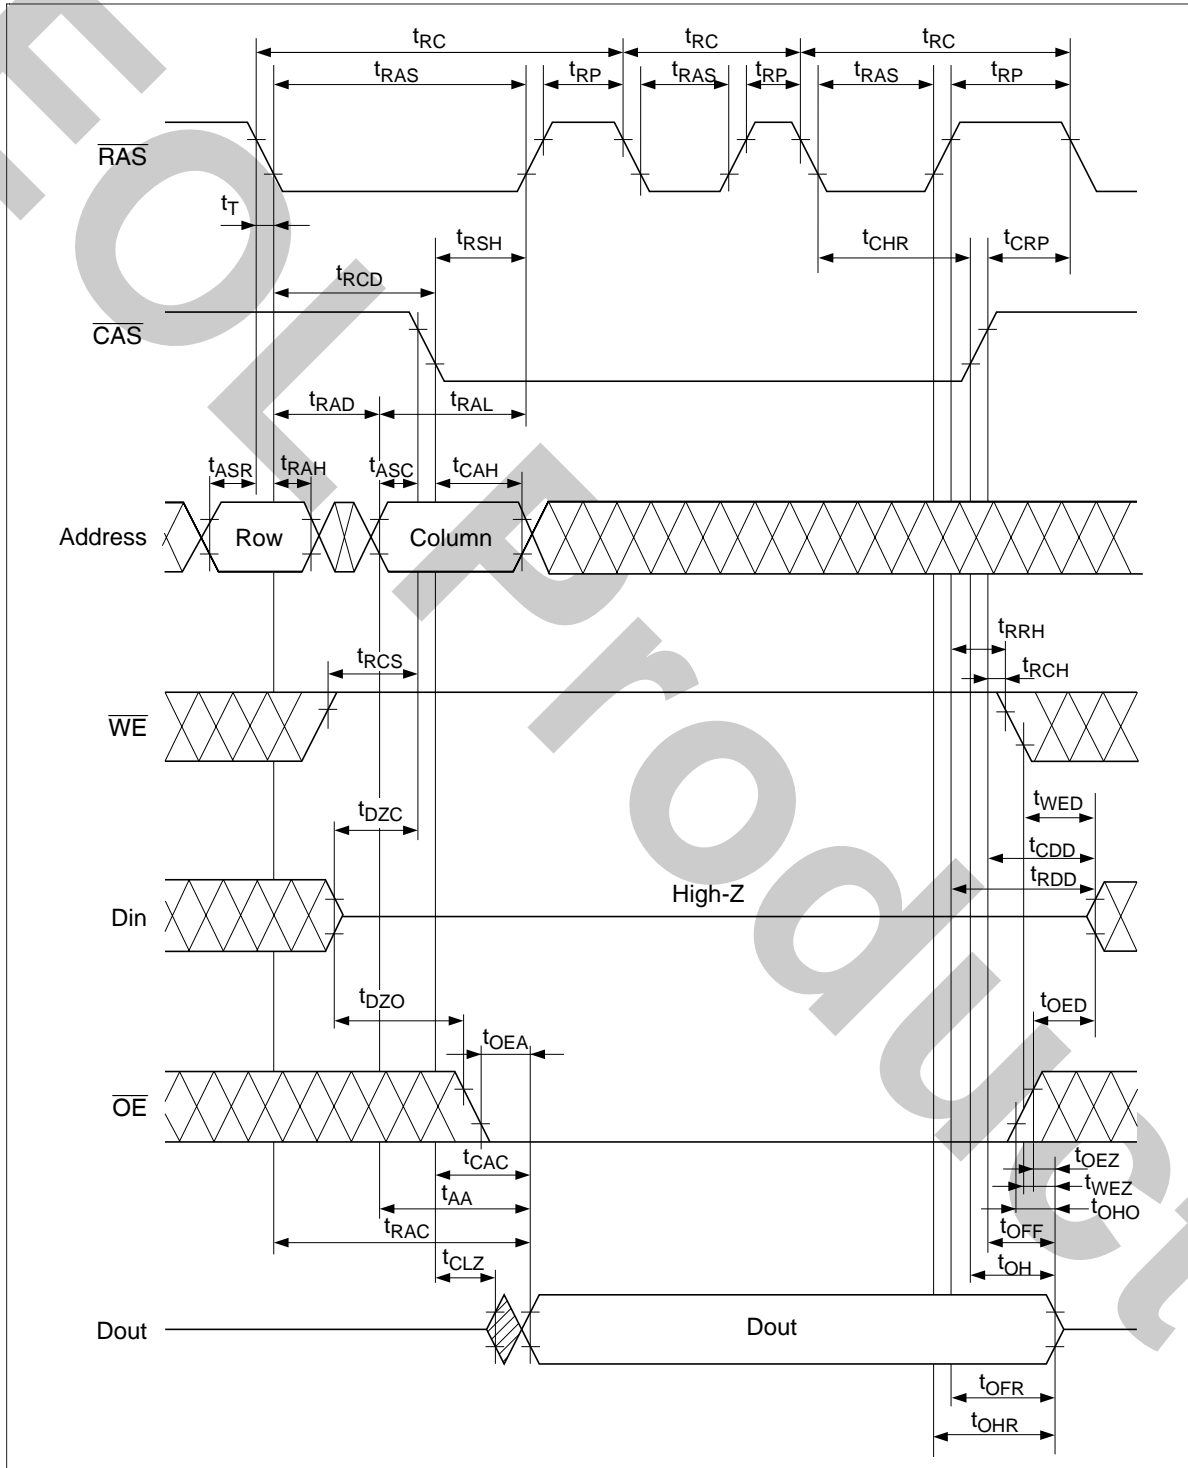 tRC tRC tRC
tRAS tRP tRAS tRP tRAS tRP
RAS
tT
tRSH tCHR tCRP
tRCD
CAS
tRAD tRAL
tASR tRAH tASC tCAH
Address Row Column
tRRH
tRCS
tRCH
WE
tDZC tWED
tCDD
tRDD
High-Z
Din
tDZO tOED
tOEA
OE
tCAC tOEZ
tAA tWEZ
tOHO
tRAC tOFF
tCLZ tOH
Dout Dout
tOFR
tOHR
EOL Product